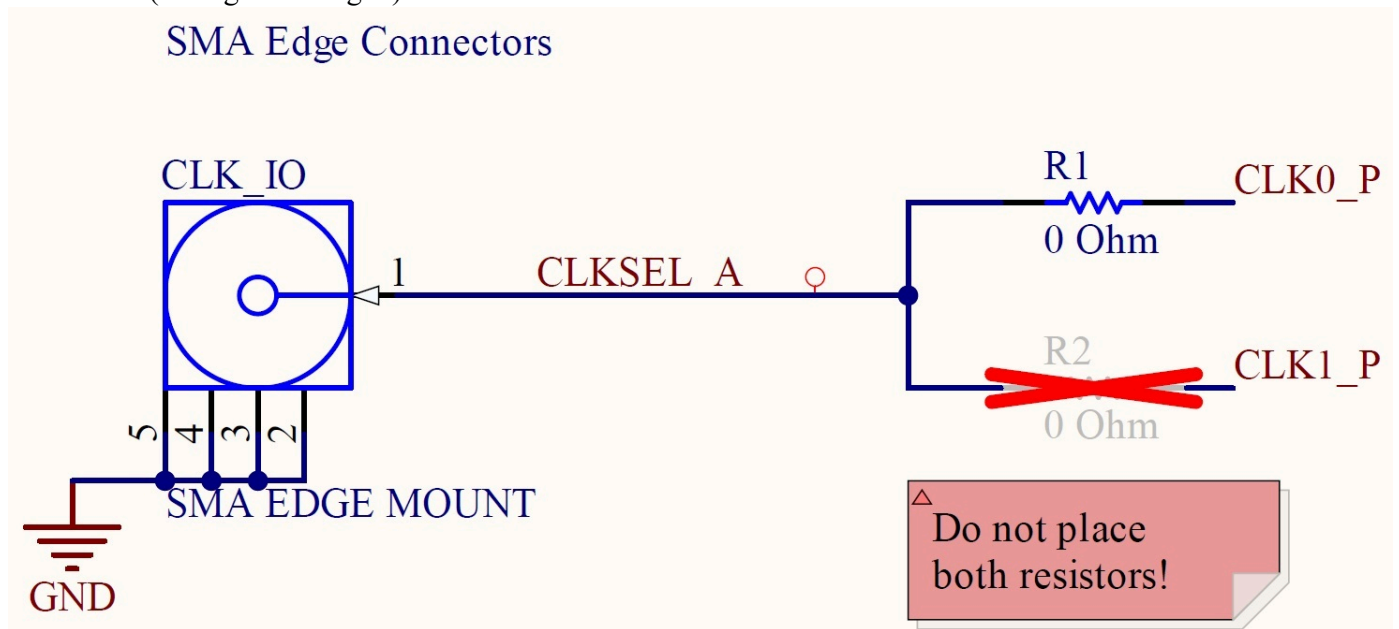 SMA Edge Connectors
CLK_IO
1
CLKSEL_A
R1
0 Ohm
CLK0_P
R2
0 Ohm
CLK1_P
5
4
3
2
SMA EDGE MOUNT
GND
Do not place
both resistors!